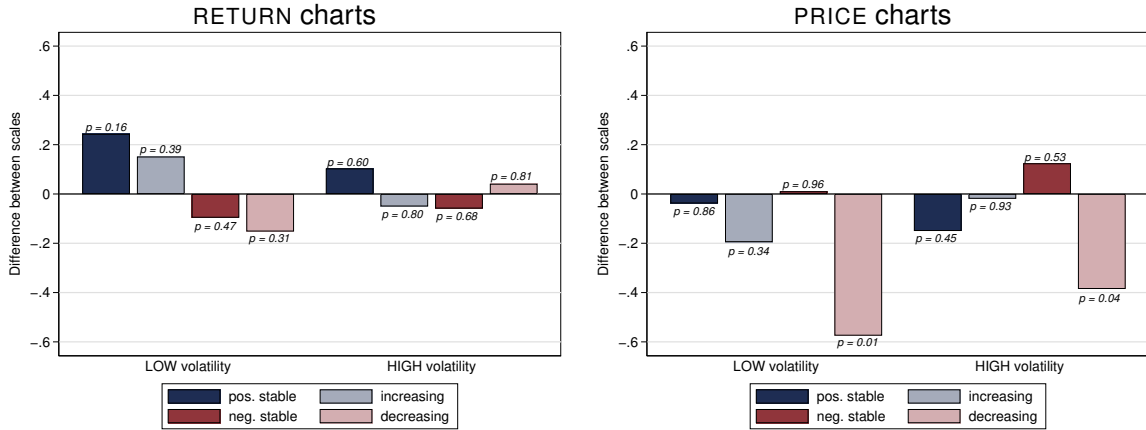 RETURN charts
Difference between scales
.6
.4
.2
0
-.2
-.4
-.6
p = 0.16
p = 0.39
p = 0.47
p = 0.31
p = 0.60
p = 0.80
p = 0.68
p = 0.81
LOW volatility
HIGH volatility
pos. stable
increasing
neg. stable
decreasing
PRICE charts
Difference between scales
.6
.4
.2
0
-.2
-.4
-.6
p = 0.86
p = 0.34
p = 0.96
p = 0.01
p = 0.45
p = 0.93
p = 0.53
p = 0.04
LOW volatility
HIGH volatility
pos. stable
increasing
neg. stable
decreasing